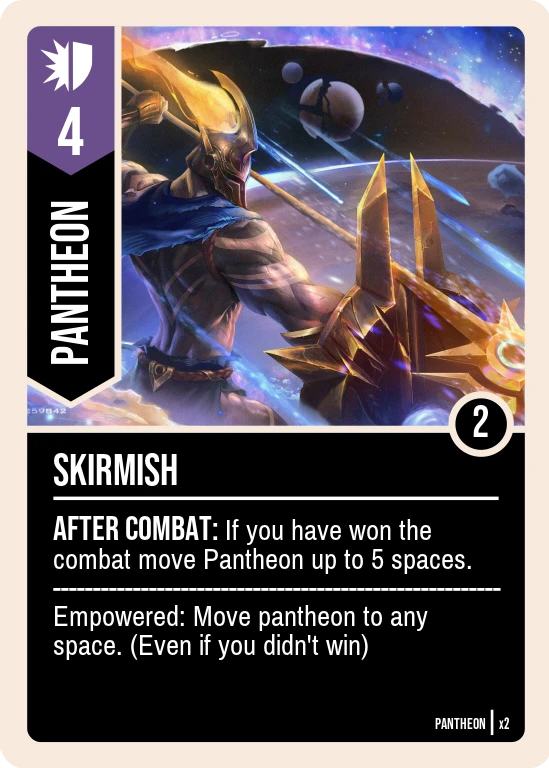 4
PANTHEON
259842
2
SKIRMISH
AFTER COMBAT: If you have won the
combat move Pantheon up to 5 spaces.
Empowered: Move pantheon to any
space. (Even if you didn't win)
PANTHEON | x2